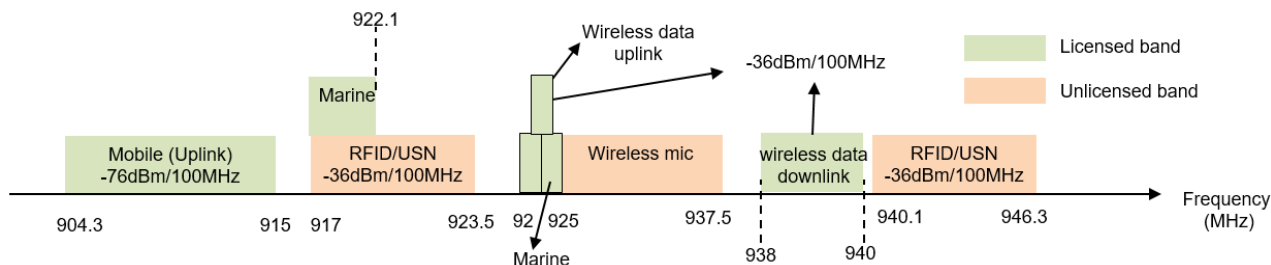 922.1
Wireless data
uplink
-36dBm/100MHz
Licensed band
Unlicensed band
Marine
Mobile (Uplink)
-76dBm/100MHz
RFID/USN
-36dBm/100MHz
Wireless mic
wireless data
downlink
RFID/USN
-36dBm/100MHz
904.3
915
917
923.5
92
925
937.5
938
940
940.1
946.3
Frequency
(MHz)
Marine